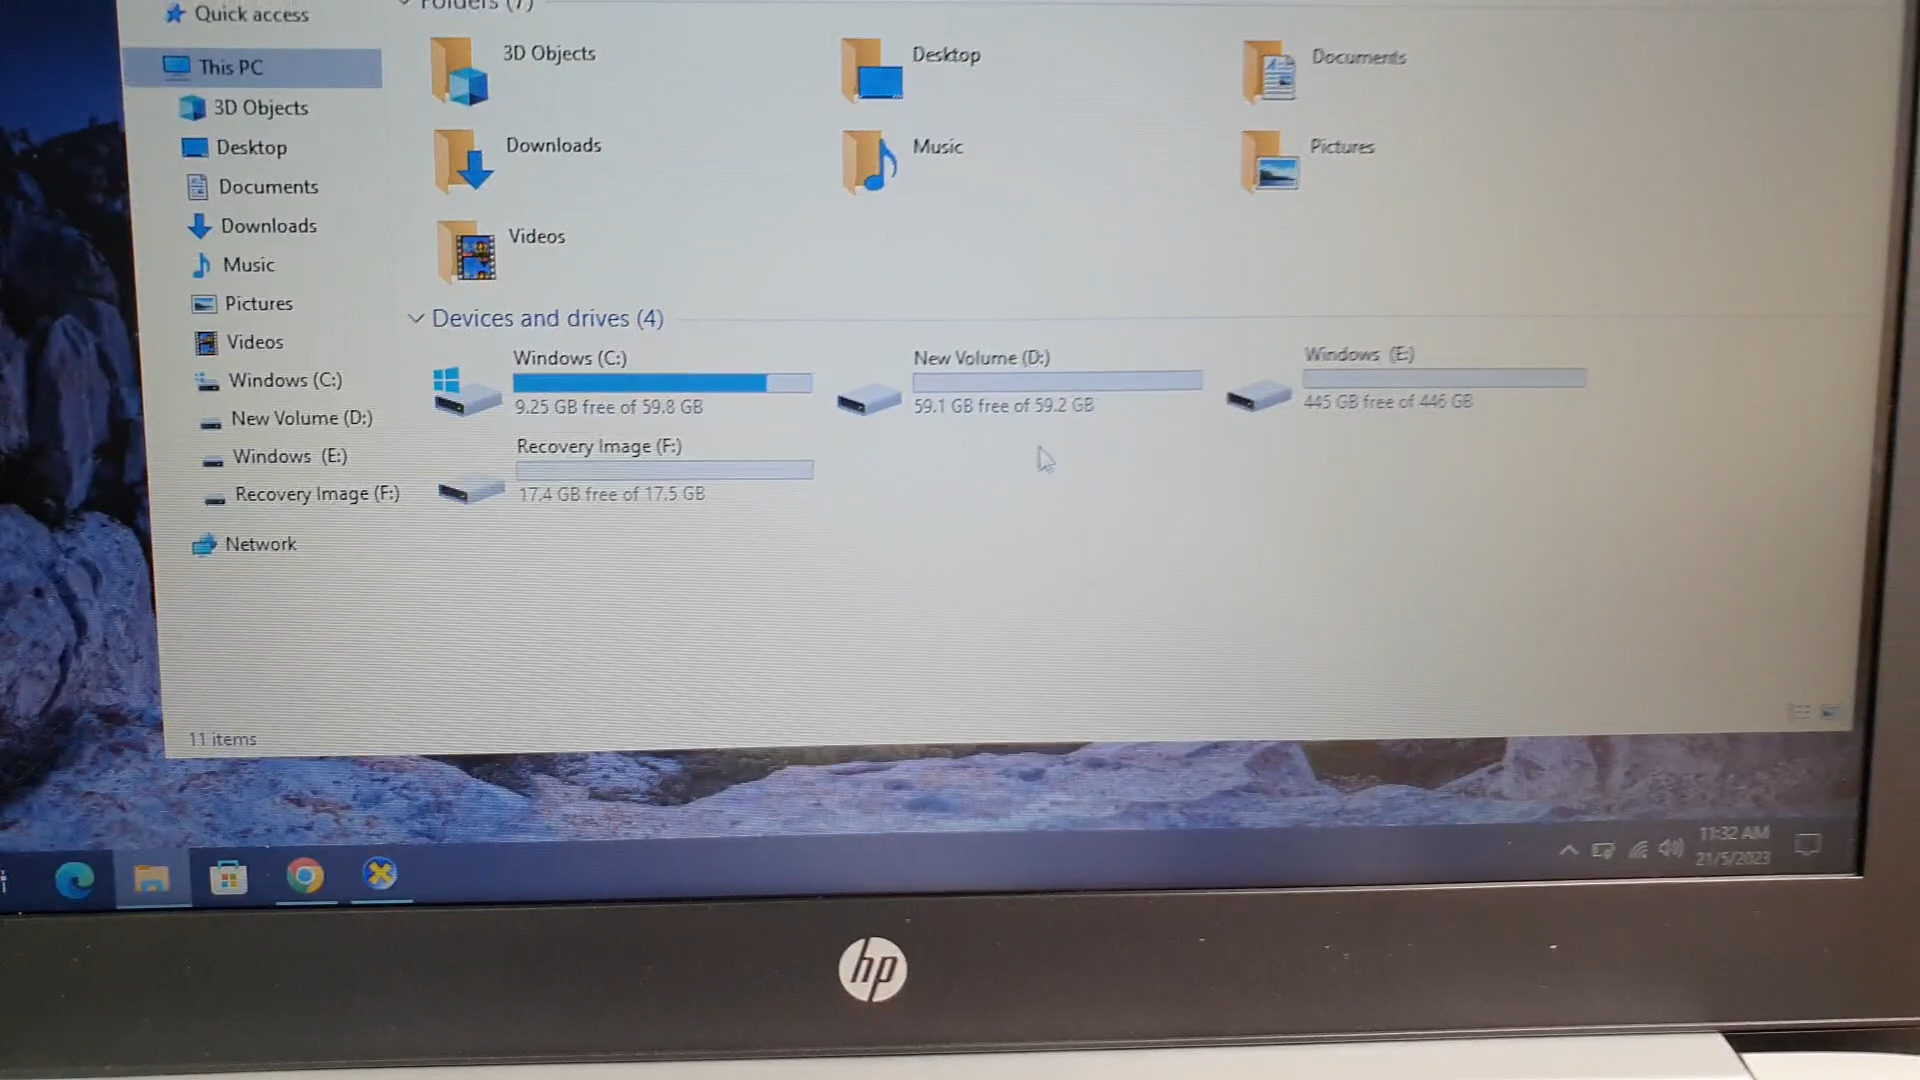 Quick access
This PC
3D Objects
Desktop
Documents
Downloads
Music
Pictures
Videos
Windows (C:)
New Volume (D:)
Windows (E:)
Recovery Image (F:)
Network
11 items
Folders (7)
3D Objects
Desktop
Documents
Downloads
Music
Pictures
Videos
Devices and drives (4)
Windows (C:)
9.25 GB free of 59.8 GB
New Volume (D:)
59.1 GB free of 59.2 GB
Windows (E:)
445 GB free of 446 GB
Recovery Image (F:)
17.4 GB free of 17.5 GB
11:32 AM
21/5/2023
hp